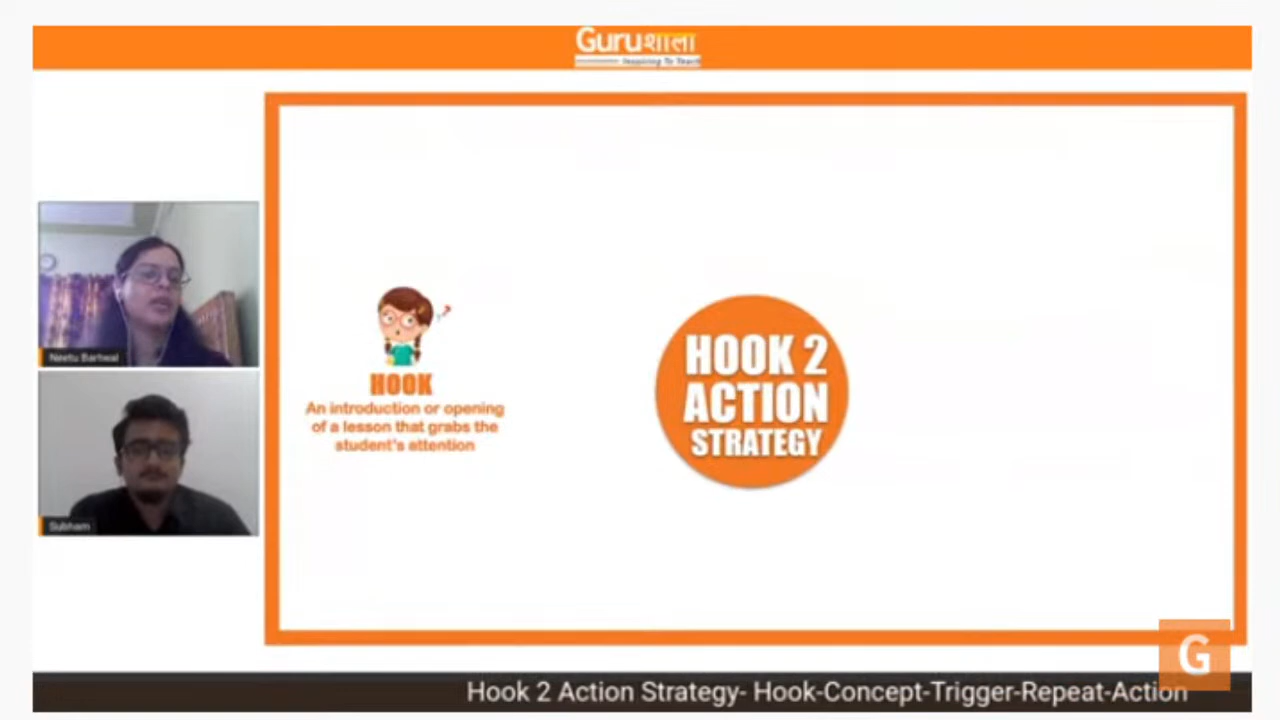 Guruशाला
Inspiring To Teach
Neetu Bartwal
Subham
HOOK
An introduction or opening
of a lesson that grabs the
student's attention
HOOK 2
ACTION
STRATEGY
G
Hook 2 Action Strategy- Hook-Concept-Trigger-Repeat-Action